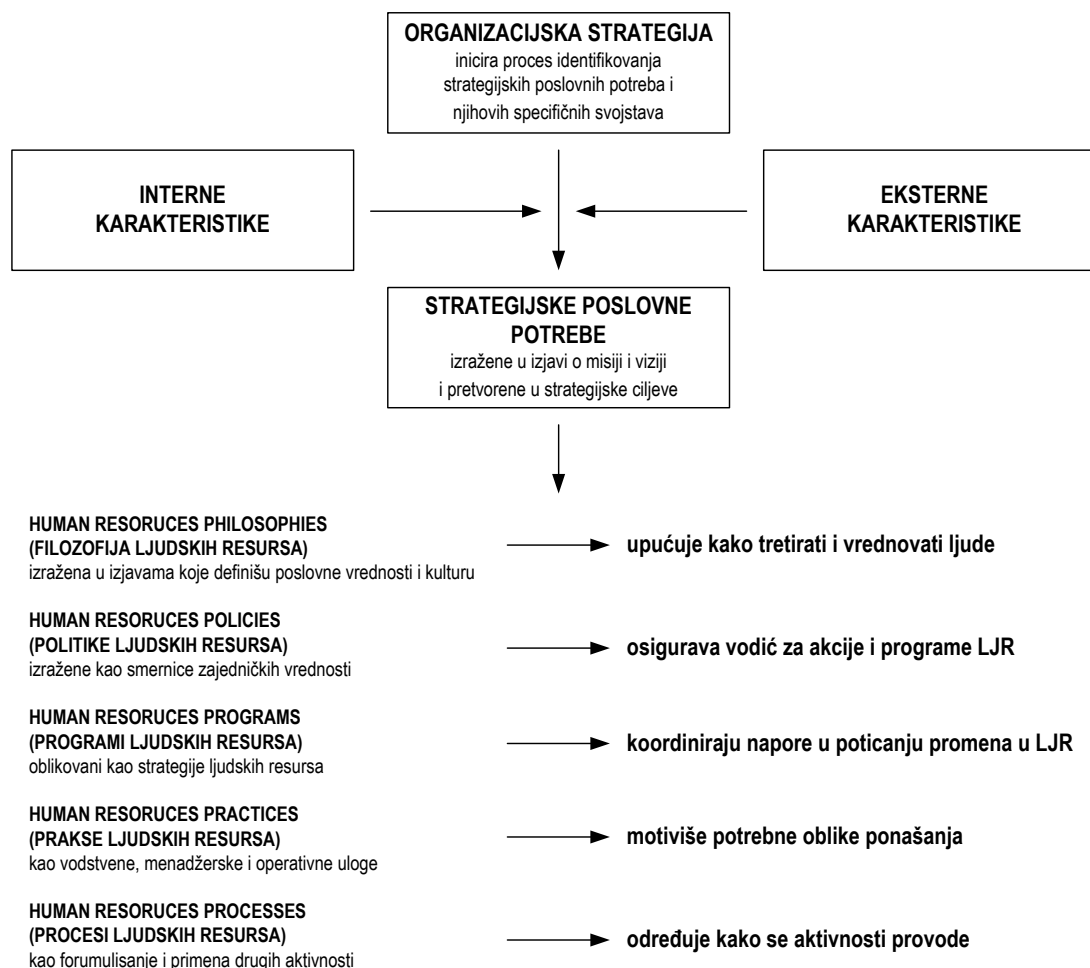 ORGANIZACIJSKA STRATEGIJA
inicira proces identifikovanja
strategijskih poslovnih potreba i
njihovih specifičnih svojstava
INTERNE
KARAKTERISTIKE
EKSTERNE
KARAKTERISTIKE
STRATEGIJSKE POSLOVNE
POTREBE
izražene u izjavi o misiji i viziji
i pretvorene u strategijske ciljeve
HUMAN RESORUCES PHILOSOPHIES
(FILOZOFIJA LJUDSKIH RESURSA)
izražena u izjavama koje definišu poslovne vrednosti i kulturu
upućuje kako tretirati i vrednovati ljude
HUMAN RESORUCES POLICIES
(POLITIKE LJUDSKIH RESURSA)
izražene kao smernice zajedničkih vrednosti
osigurava vodić za akcije i programe LJR
HUMAN RESORUCES PROGRAMS
(PROGRAMI LJUDSKIH RESURSA)
oblikovani kao strategije ljudskih resursa
koordiniraju napore u poticanju promena u LJR
HUMAN RESORUCES PRACTICES
(PRAKSE LJUDSKIH RESURSA)
kao vodstvene, menadžerske i operativne uloge
motiviše potrebne oblike ponašanja
HUMAN RESORUCES PROCESSES
(PROCESI LJUDSKIH RESURSA)
kao forumulisanje i primena drugih aktivnosti
određuje kako se aktivnosti provode